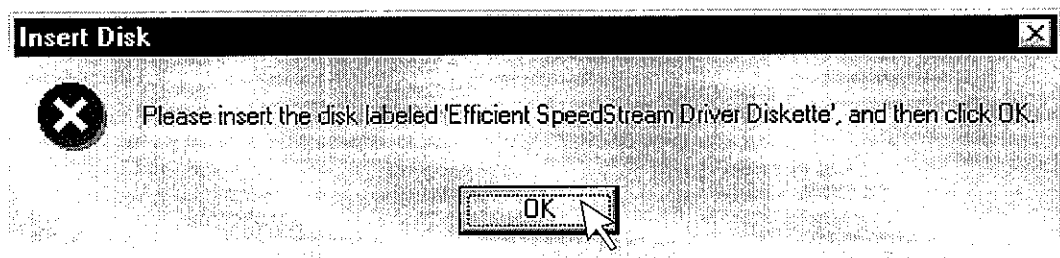 Insert Disk
Please insert the disk labeled 'Efficient SpeedStream Driver Diskette', and then click OK.
OK